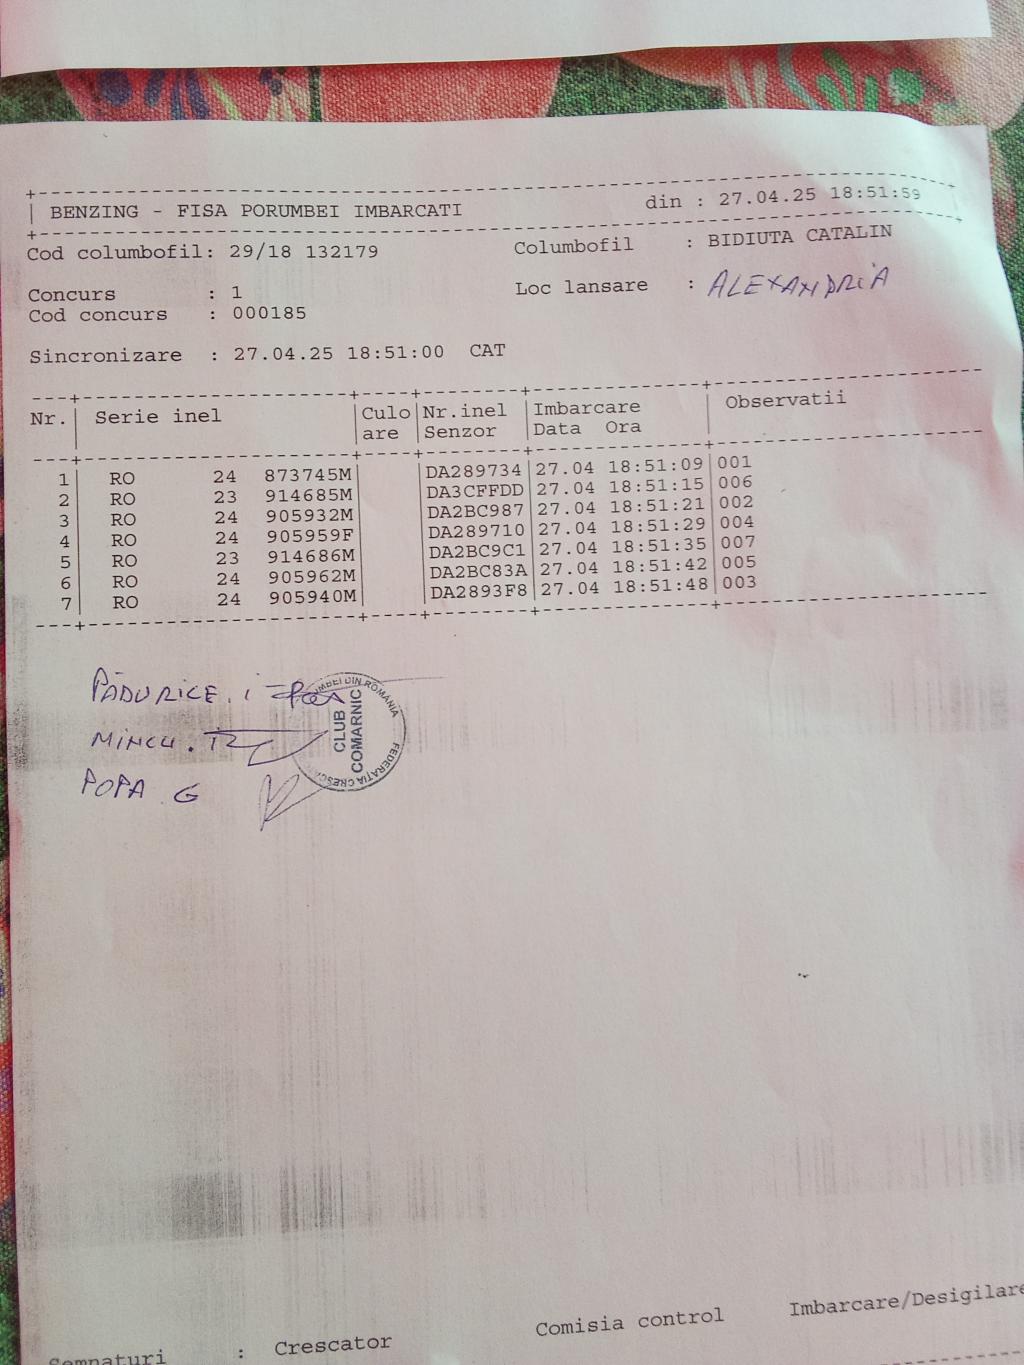 BENZING - FISA PORUMBEI IMBARCATI din : 27.04.25 18:51:59
Cod columbofil: 29/18 132179 Columbofil : BIDIUTA CATALIN
Concurs : 1 Loc lansare : ALEXANDRIA
Cod concurs : 000185
Sincronizare : 27.04.25 18:51:00 CAT
Nr. Serie inel Culo Nr.inel Imbarcare Observatii
are Senzor Data Ora
1 RO 24 873745M DA289734 27.04 18:51:09 001
2 RO 23 914685M DA3CFFDD 27.04 18:51:15 006
3 RO 24 905932M DA2BC987 27.04 18:51:21 002
4 RO 24 905959F DA289710 27.04 18:51:29 004
5 RO 23 914686M DA2BC9C1 27.04 18:51:35 007
6 RO 24 905962M DA2BC83A 27.04 18:51:42 005
7 RO 24 905940M DA2893F8 27.04 18:51:48 003
PĂDURICE. i
MINCU.
POPA G
CLUB
COMARNIC
FEDERATIA CRESC
MBEI DIN ROMANIA
Semnaturi : Crescator Comisia control Imbarcare/Desigilare